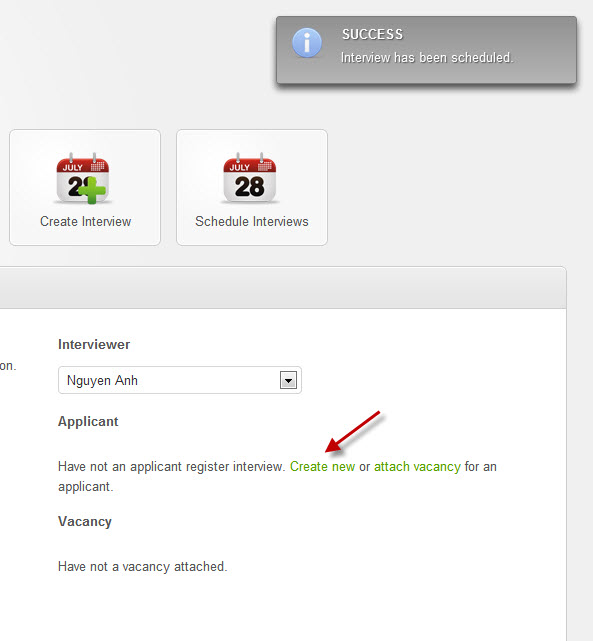 SUCCESS
Interview has been scheduled.
JULY
28
Create Interview
JULY
28
Schedule Interviews
Interviewer
on.
Nguyen Anh
Applicant
Have not an applicant register interview. Create new or attach vacancy for an
applicant.
Vacancy
Have not a vacancy attached.